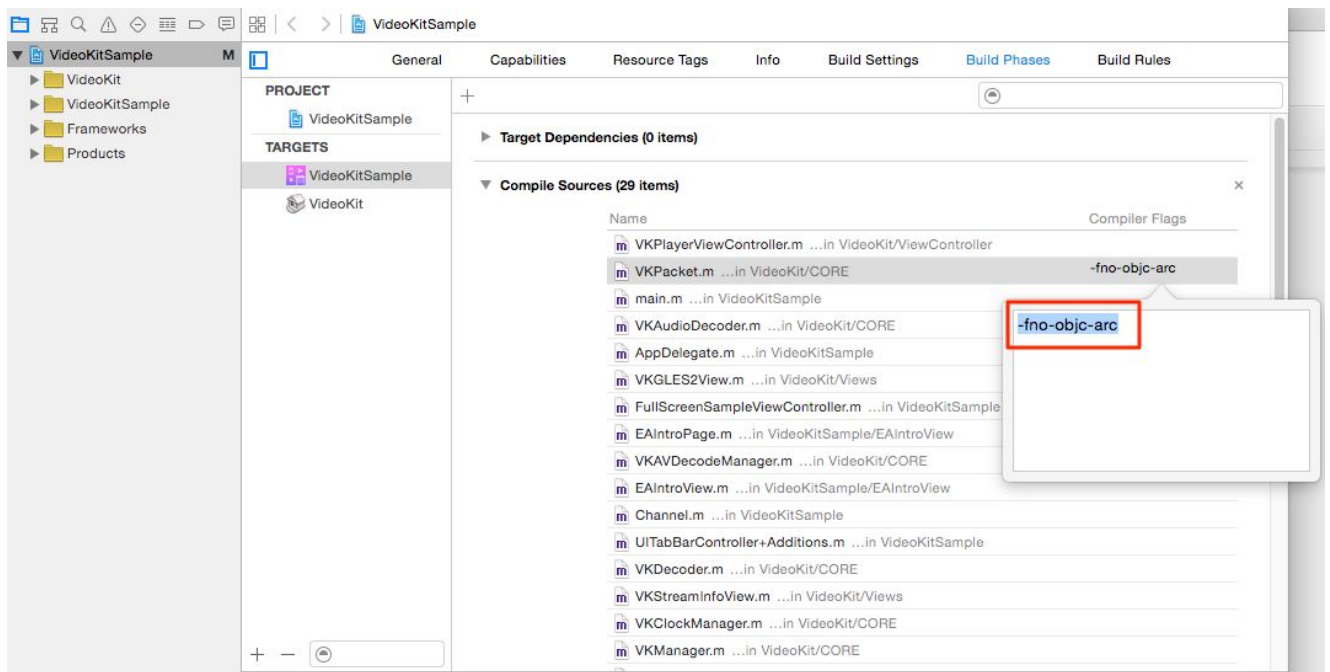 VideoKitSample
VideoKitSample M
VideoKit
VideoKitSample
Frameworks
Products
General Capabilities Resource Tags Info Build Settings Build Phases Build Rules
PROJECT
VideoKitSample
TARGETS
VideoKitSample
VideoKit
Target Dependencies (0 items)
Compile Sources (29 items)
Name Compiler Flags
VKPlayerViewController.m ...in VideoKit/ViewController
VKPacket.m ...in VideoKit/CORE -fno-objc-arc
main.m ...in VideoKitSample
VKAudioDecoder.m ...in VideoKit/CORE
AppDelegate.m ...in VideoKitSample
VKGLES2View.m ...in VideoKit/Views
FullScreenSampleViewController.m ...in VideoKitSample
EAIntroPage.m ...in VideoKitSample/EAIntroView
VKAVDecodeManager.m ...in VideoKit/CORE
EAIntroView.m ...in VideoKitSample/EAIntroView
Channel.m ...in VideoKitSample
UITabBarController+Additions.m ...in VideoKitSample
VKDecoder.m ...in VideoKit/CORE
VKStreamInfoView.m ...in VideoKit/Views
VKClockManager.m ...in VideoKit/CORE
VKManager.m ...in VideoKit/CORE
-fno-objc-arc